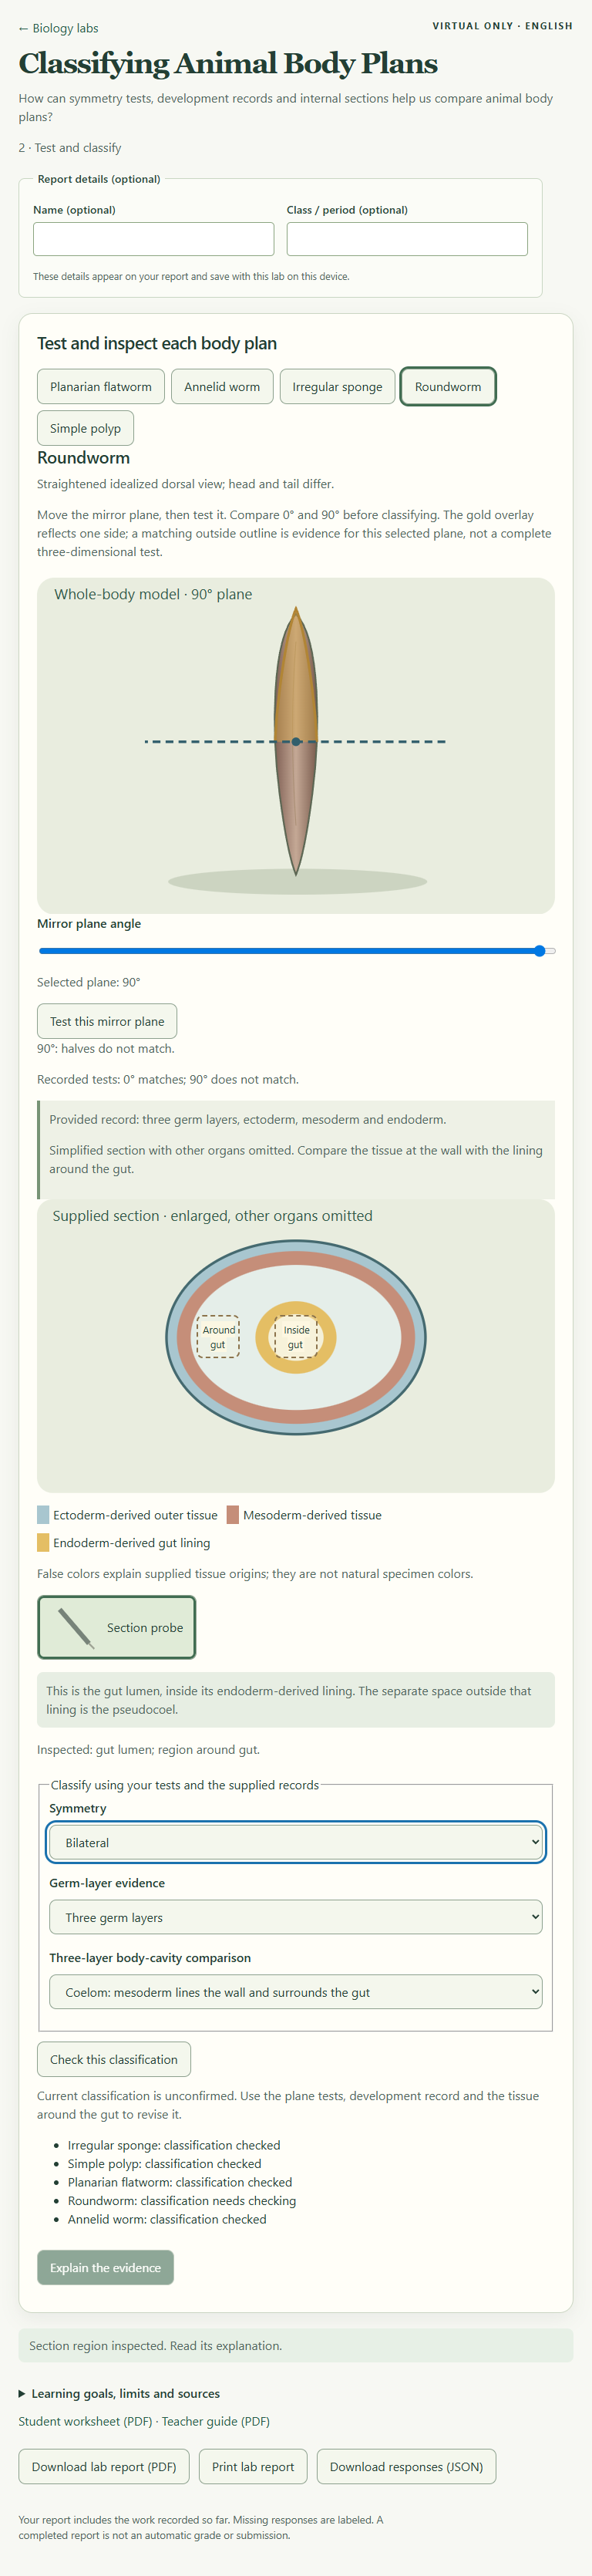 ← Biology labs
VIRTUAL ONLY · ENGLISH
Classifying Animal Body Plans
How can symmetry tests, development records and internal sections help us compare animal body
plans?
2 · Test and classify
Report details (optional)
Name (optional)
Class / period (optional)
These details appear on your report and save with this lab on this device.
Test and inspect each body plan
Planarian flatworm
Annelid worm
Irregular sponge
Roundworm
Simple polyp
Roundworm
Straightened idealized dorsal view; head and tail differ.
Move the mirror plane, then test it. Compare 0° and 90° before classifying. The gold overlay
reflects one side; a matching outside outline is evidence for this selected plane, not a complete
three-dimensional test.
Whole-body model · 90° plane
Mirror plane angle
Selected plane: 90°
Test this mirror plane
90°: halves do not match.
Recorded tests: 0° matches; 90° does not match.
Provided record: three germ layers, ectoderm, mesoderm and endoderm.
Simplified section with other organs omitted. Compare the tissue at the wall with the lining
around the gut.
Supplied section · enlarged, other organs omitted
Around
gut
Inside
gut
Ectoderm-derived outer tissue
Mesoderm-derived tissue
Endoderm-derived gut lining
False colors explain supplied tissue origins; they are not natural specimen colors.
Section probe
This is the gut lumen, inside its endoderm-derived lining. The separate space outside that
lining is the pseudocoel.
Inspected: gut lumen; region around gut.
Classify using your tests and the supplied records
Symmetry
Bilateral
Germ-layer evidence
Three germ layers
Three-layer body-cavity comparison
Coelom: mesoderm lines the wall and surrounds the gut
Check this classification
Current classification is unconfirmed. Use the plane tests, development record and the tissue
around the gut to revise it.
• Irregular sponge: classification checked
• Simple polyp: classification checked
• Planarian flatworm: classification checked
• Roundworm: classification needs checking
• Annelid worm: classification checked
Explain the evidence
Section region inspected. Read its explanation.
▶ Learning goals, limits and sources
Student worksheet (PDF) · Teacher guide (PDF)
Download lab report (PDF)
Print lab report
Download responses (JSON)
Your report includes the work recorded so far. Missing responses are labeled. A
completed report is not an automatic grade or submission.